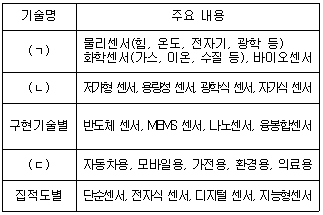 기술명 주요 내용
(ㄱ) 물리센서(힘, 온도, 전자기, 광학 등)
화학센서(가스, 이온, 수질 등), 바이오센서
(ㄴ) 저가형 센서, 용량성 센서, 광학식 센서, 자기식 센서
구현기술별 반도체 센서, MEMS 센서, 나노센서, 융봉합센서
(ㄷ) 자동차용, 모바일용, 가전용, 환경용, 의료용
집적도별 단순센서, 전자식 센서, 디지털 센서, 지능형센서